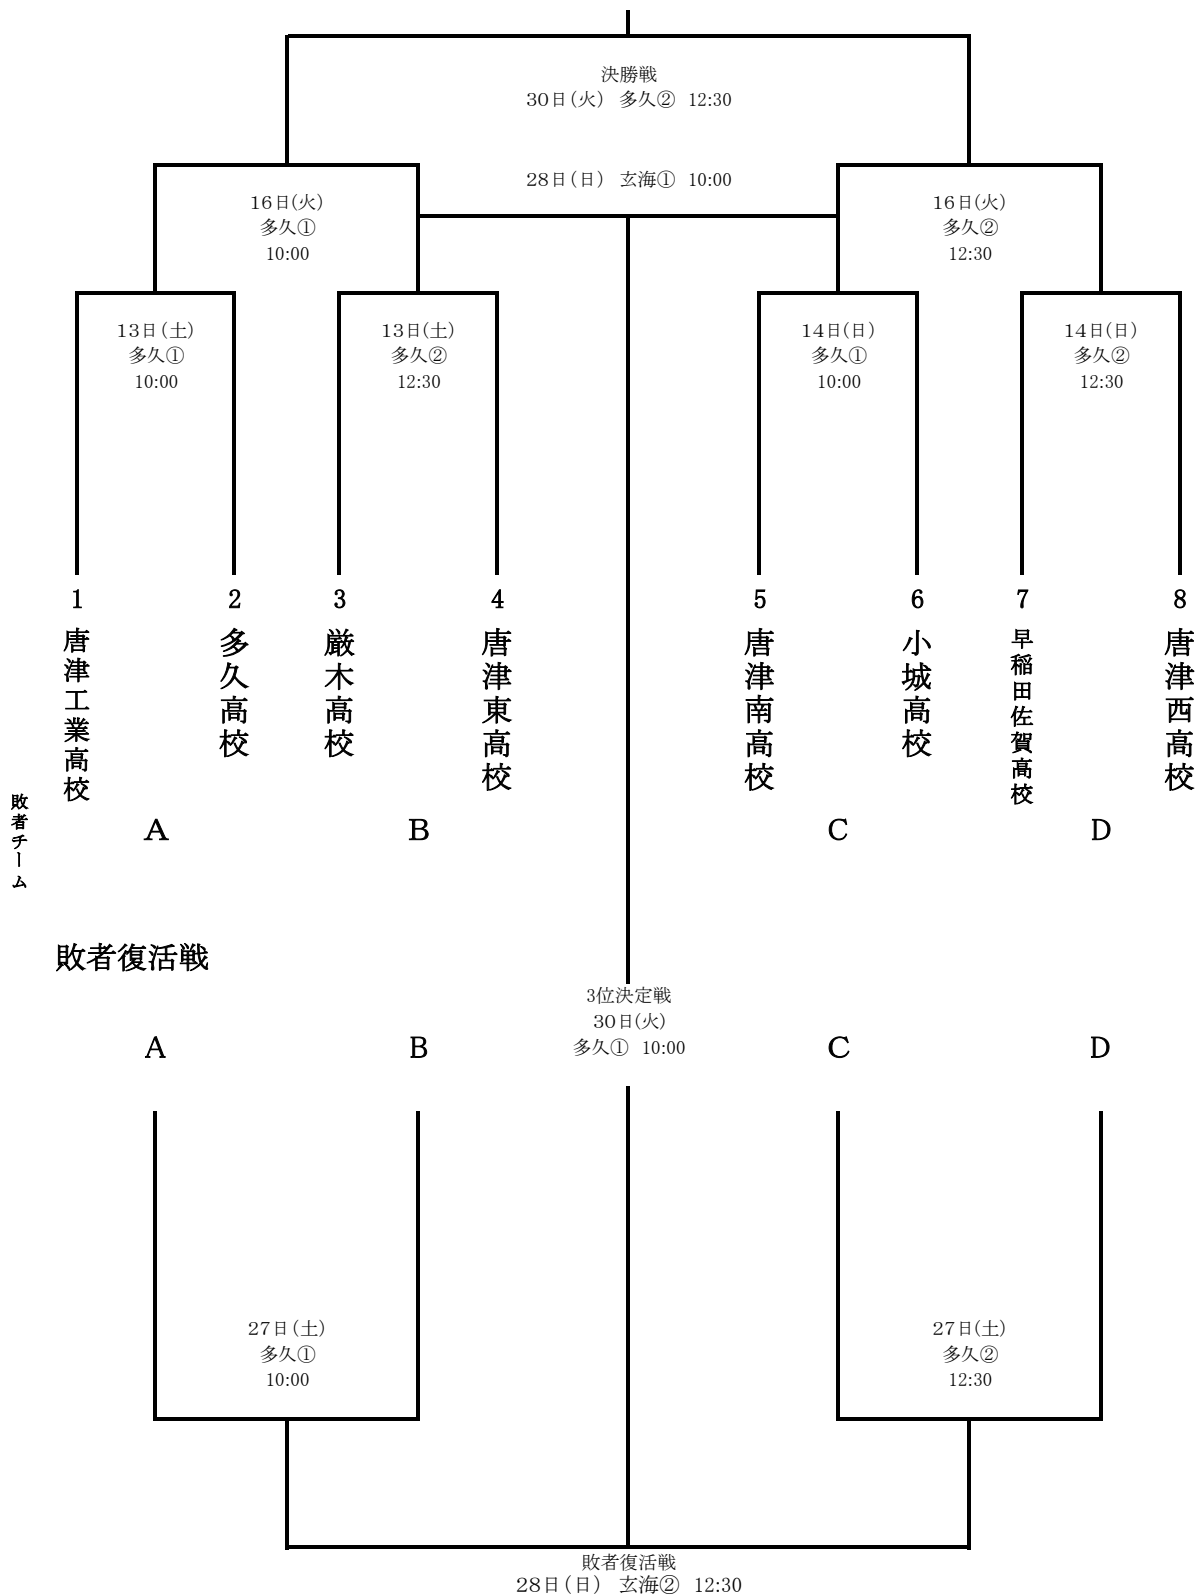 決勝戦
30日(火) 多久② 12:30
28日(日) 玄海① 10:00
16日(火)
多久①
10:00
16日(火)
多久②
12:30
13日(土)
多久①
10:00
13日(土)
多久②
12:30
14日(日)
多久①
10:00
14日(日)
多久②
12:30
1
唐津工業高校
2
多久高校
3
厳木高校
4
唐津東高校
5
唐津南高校
6
小城高校
7
早稲田佐賀高校
8
唐津西高校
敗者チーム
A
B
C
D
敗者復活戦
3位決定戦
30日(火)
多久① 10:00
A
B
C
D
27日(土)
多久①
10:00
27日(土)
多久②
12:30
敗者復活戦
28日(日) 玄海② 12:30